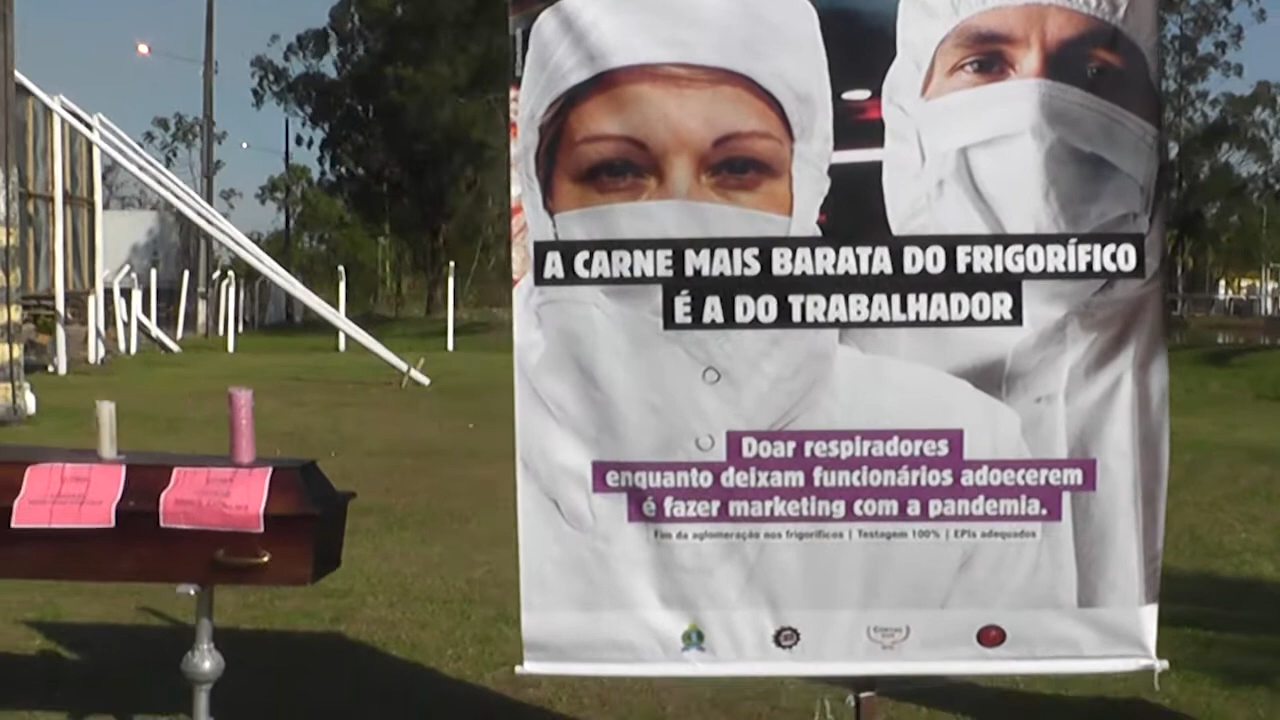 A CARNE MAIS BARATA DO FRIGORÍFICO
É A DO TRABALHADOR
Doar respiradores
enquanto deixam funcionários adoecerem
é fazer marketing com a pandemia.
Fim da aglomeração nos frigoríficos | Testagem 100% | EPIs adequados